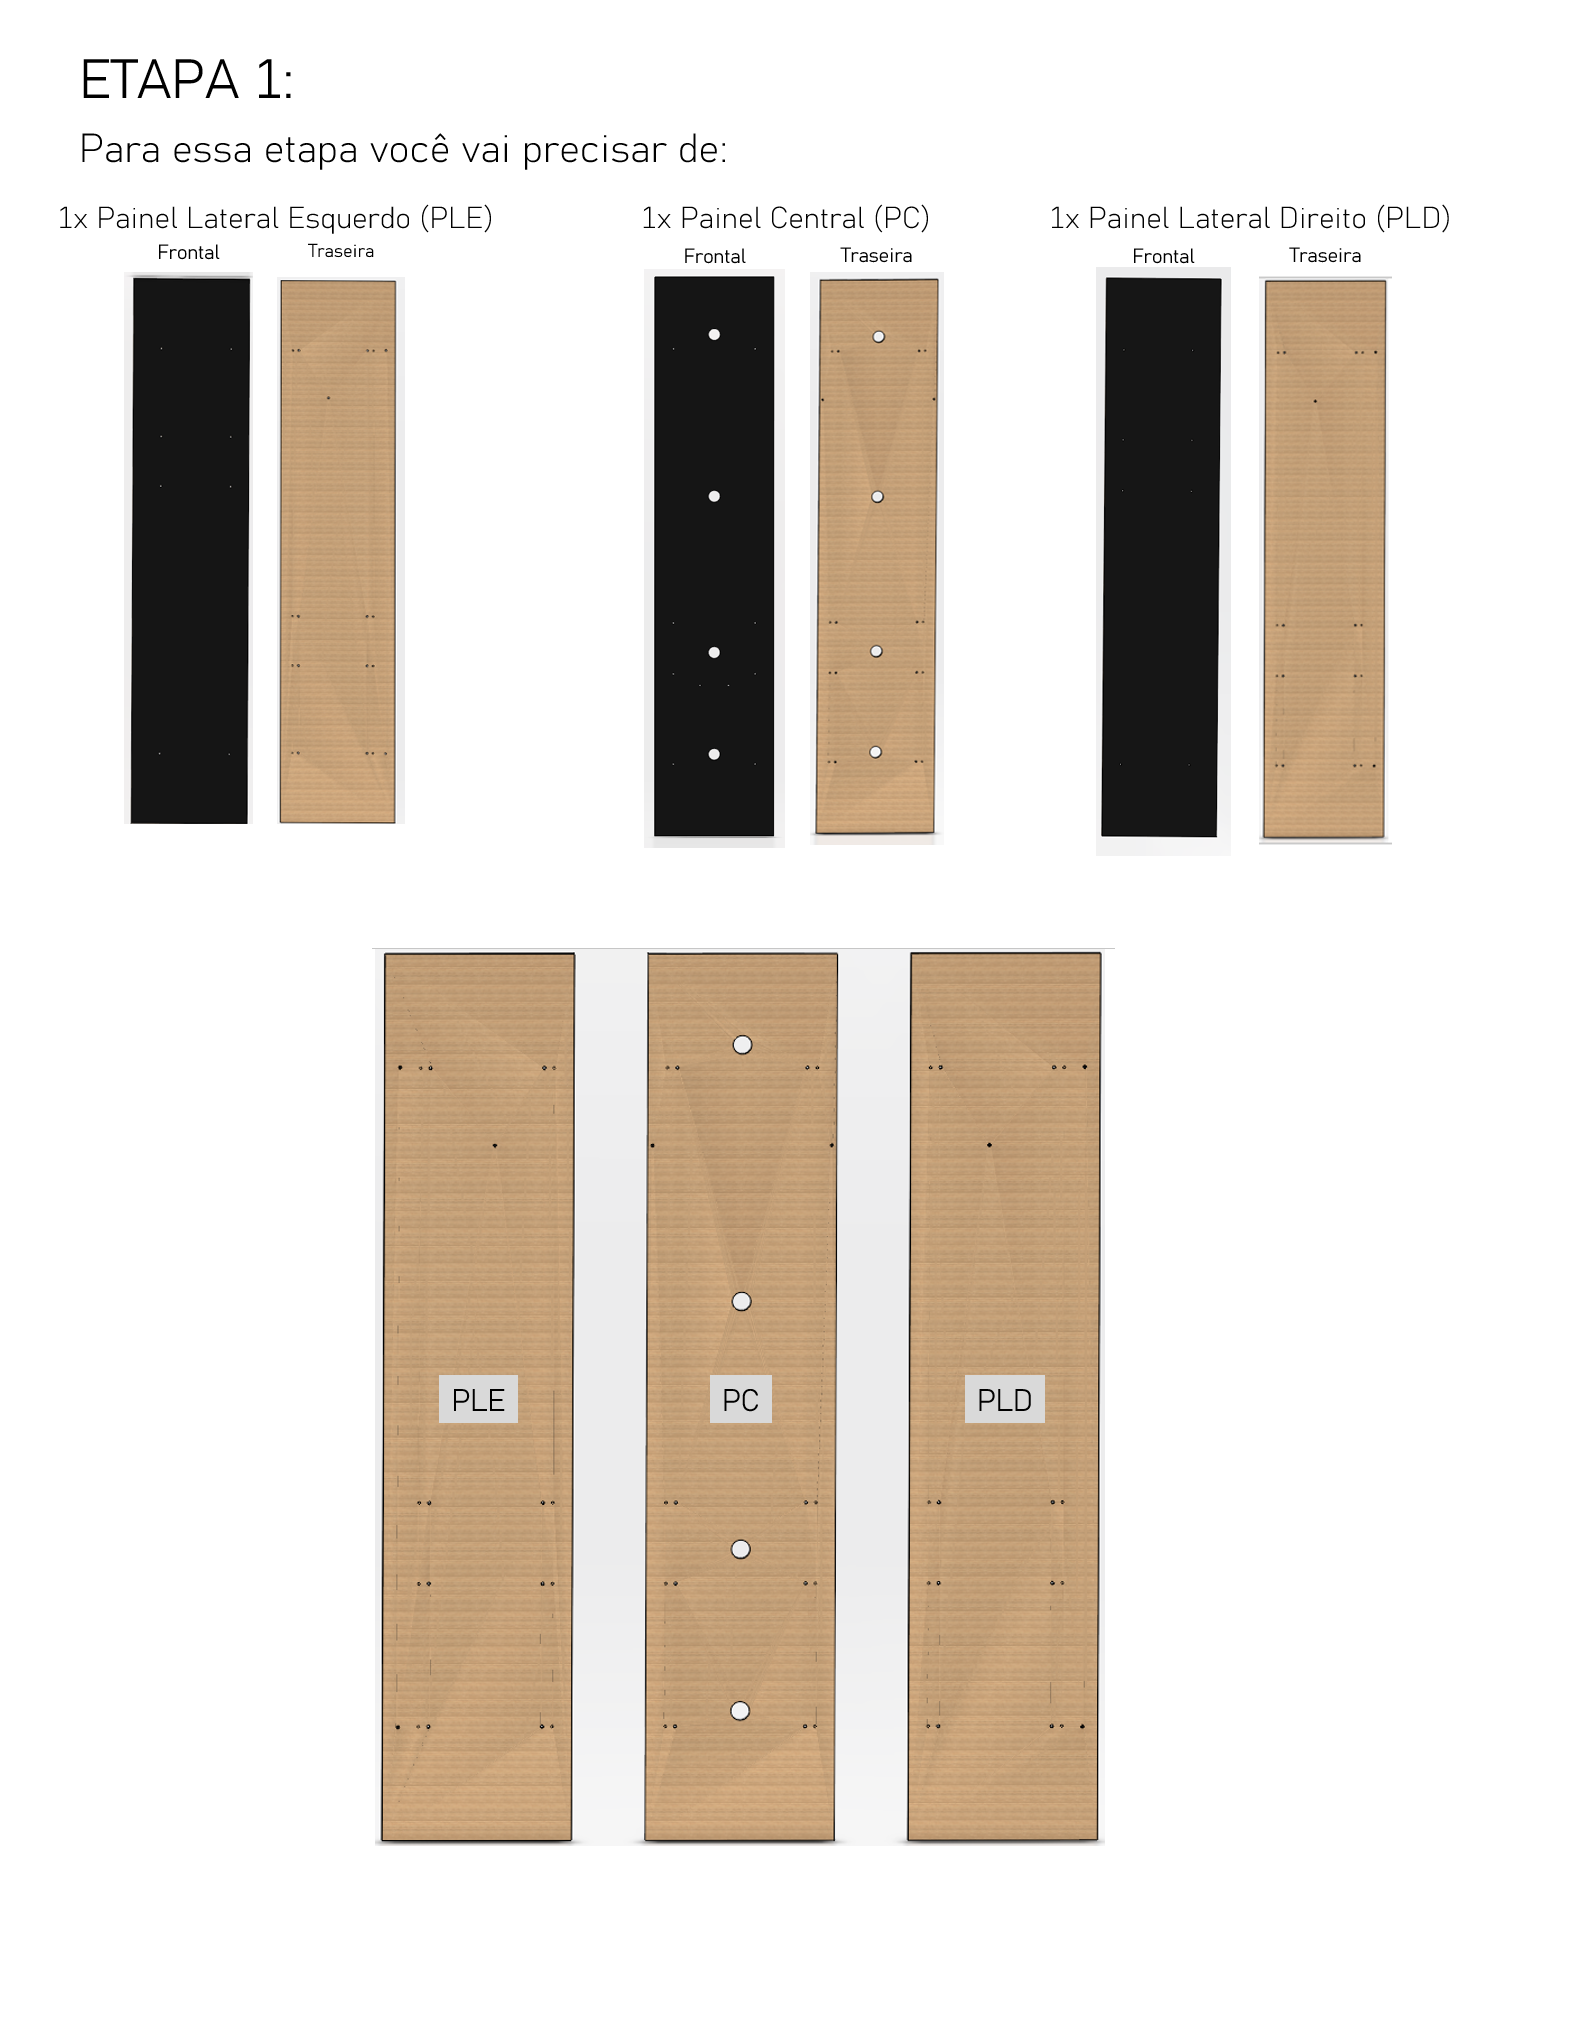 ETAPA 1:
Para essa etapa você vai precisar de:
1x Painel Lateral Esquerdo (PLE)
Frontal
Traseira
1x Painel Central (PC)
Frontal
Traseira
1x Painel Lateral Direito (PLD)
Frontal
Traseira
PLE
PC
PLD